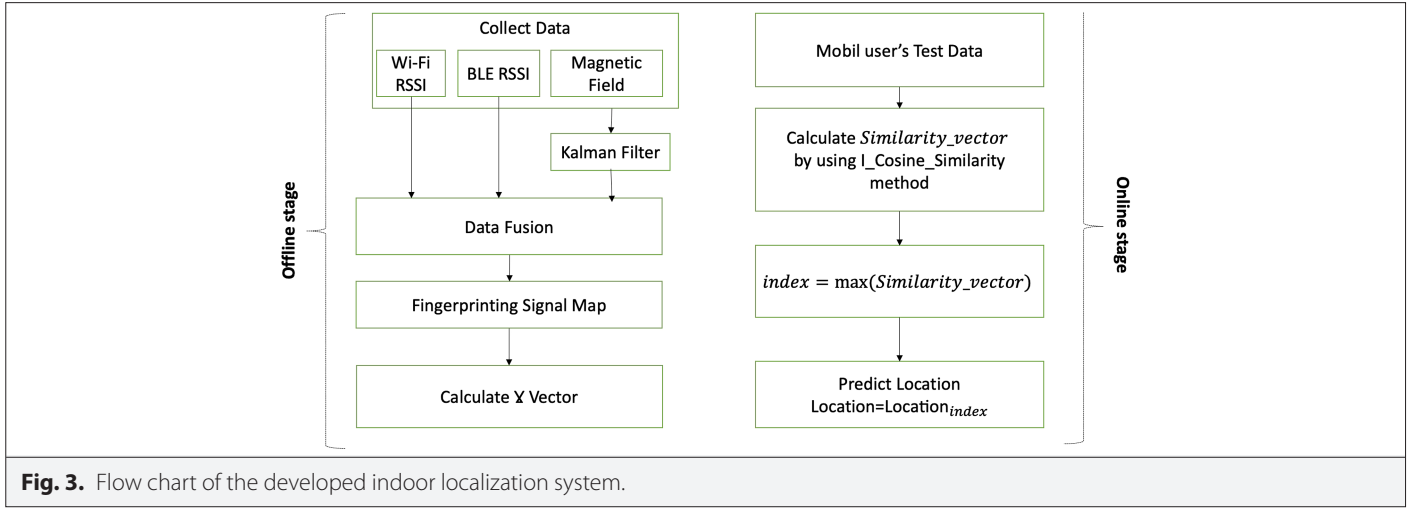 Collect Data
Wi-Fi
RSSI
BLE RSSI
Magnetic
Field
Kalman Filter
Data Fusion
Fingerprinting Signal Map
Calculate Ɣ Vector
Offline stage
Mobil user's Test Data
Calculate Similarity_vector
by using I_Cosine_Similarity
method
index = max(Similarity_vector)
Predict Location
Location=Location_index
Online stage
Fig. 3. Flow chart of the developed indoor localization system.